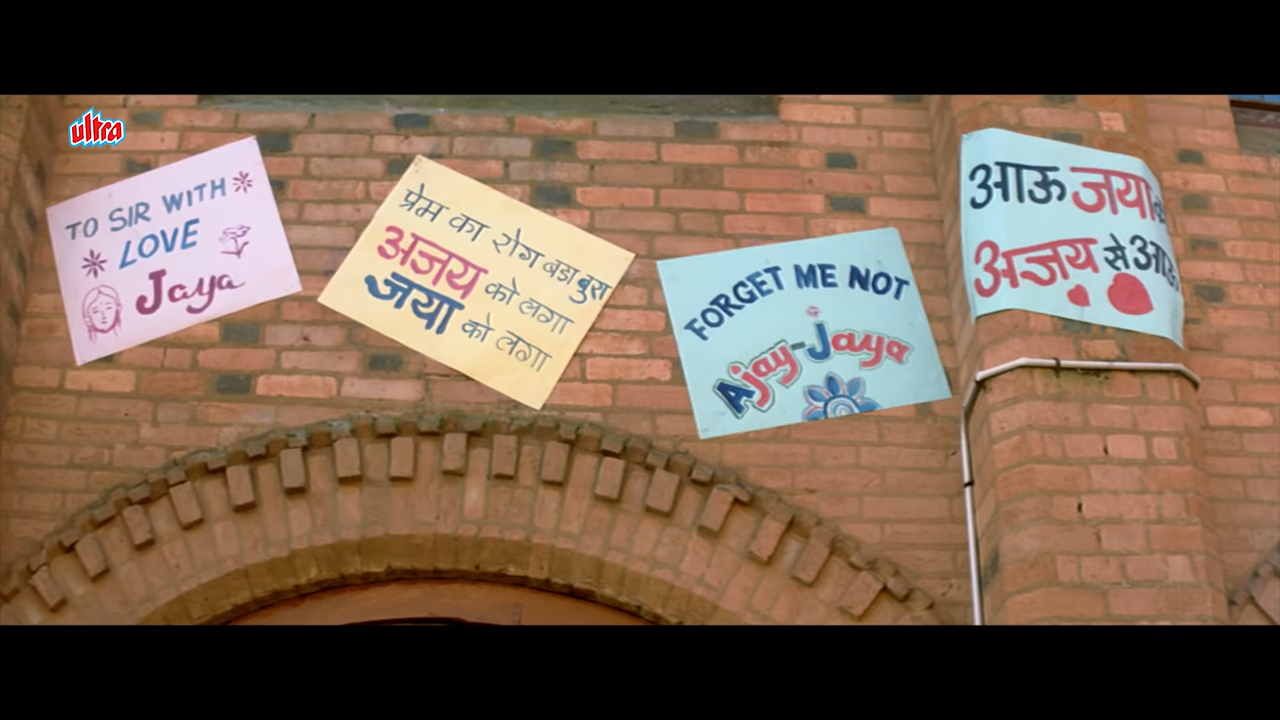 ultra
TO SIR WITH
LOVE
Jaya
प्रेम का रोग बडा बुरा
अजय को लगा
जया को लगा
FORGET ME NOT
Ajay-Jaya
आऊ जया
अजय से